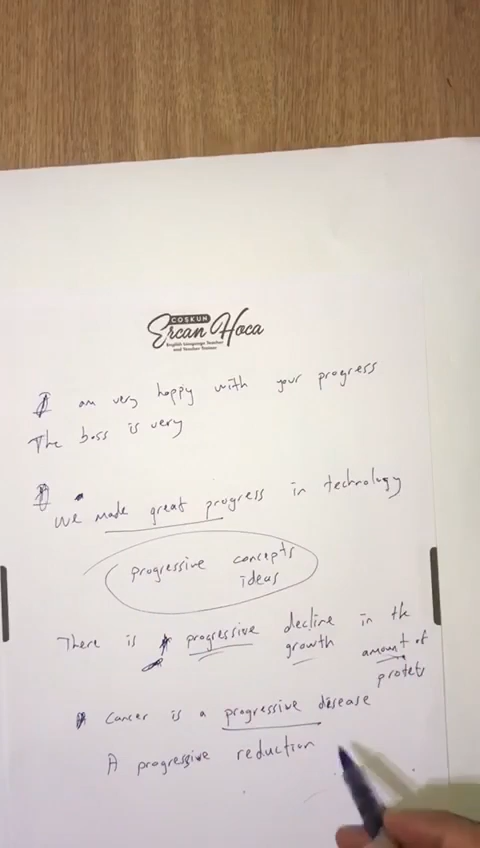 COSKUN
Ercan Hoca
English Language Teacher
and Teacher Trainer
I am very happy with your progress
The boss is very
We made great progress in technology
progressive concepts
ideas
There is progressive decline in the
growth amount of
protets
Cancer is a progressive disease
A progressive reduction